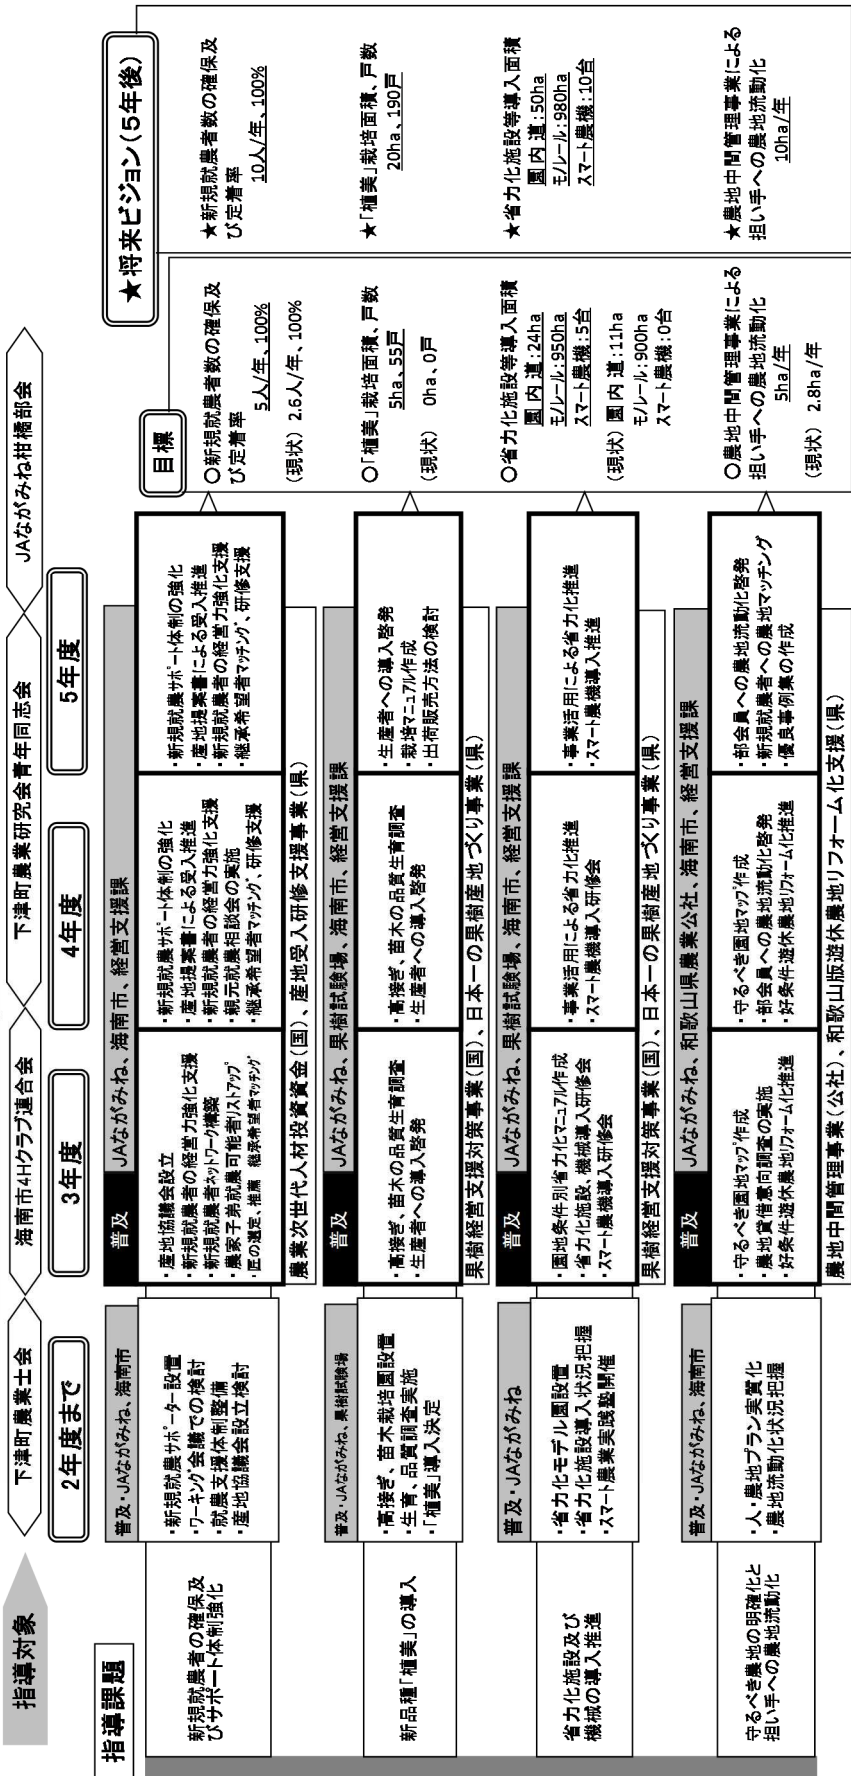 指導対象
下津町農業士会
海南市4Hクラブ連合会
下津町農業研究会青年同志会
JAながみね柑橘部会
指導課題
2年度まで
3年度
4年度
5年度
目標
★将来ビジョン(5年後)
新規就農者の確保及
びサポート体制強化
普及・JAながみね、海南市
・新規就農サポーター設置
・ワーキング会議での検討
・就農支援体制整備
・産地協議会設立検討
普及
JAながみね、海南市、経営支援課
・産地協議会設立
・新規就農者の経営力強化支援
・新規就農者ネットワーク構築
・農家子弟就農可能者リストアップ
・匠の選定、推薦 継承希望者マッチング
・新規就農サポート体制の強化
・産地提案書による受入推進
・新規就農者の経営力強化支援
・親元就農相談会の実施
・継承希望者マッチング、研修支援
・新規就農サポート体制の強化
・産地提案書による受入推進
・新規就農者の経営力強化支援
・継承希望者マッチング、研修支援
農業次世代人材投資資金(国)、産地受入研修支援事業(県)
○新規就農者数の確保及
び定着率
5人/年、100%
(現状) 2.6人/年、100%
★新規就農者数の確保及
び定着率
10人/年、100%
新品種「植美」の導入
普及・JAながみね、果樹試験場
・高接ぎ、苗木栽培園設置
・生育、品質調査実施
・「植美」導入決定
普及
JAながみね、果樹試験場、海南市、経営支援課
・高接ぎ、苗木の品質生育調査
・生産者への導入啓発
・高接ぎ、苗木の品質生育調査
・生産者への導入啓発
・生産者への導入啓発
・栽培マニュアル作成
・出荷販売方法の検討
果樹経営支援対策事業(国)、日本一の果樹産地づくり事業(県)
○「植美」栽培面積、戸数
5ha、55戸
(現状) 0ha、0戸
★「植美」栽培面積、戸数
20ha、190戸
省力化施設及び
機械の導入推進
普及・JAながみね
・省力化モデル園設置
・省力化施設導入状況把握
・スマート農業実践塾開催
普及
JAながみね、果樹試験場、海南市、経営支援課
・園地条件別省力化マニュアル作成
・省力化施設、機械導入研修会
・スマート農機導入研修会
・事業活用による省力化推進
・スマート農機導入研修会
・事業活用による省力化推進
・スマート農機導入推進
果樹経営支援対策事業(国)、日本一の果樹産地づくり事業(県)
○省力化施設等導入面積
園内道:24ha
モノレール:950ha
スマート農機:5台
(現状) 園内道:11ha
モノレール:900ha
スマート農機:0台
★省力化施設等導入面積
園内道:50ha
モノレール:980ha
スマート農機:10台
守るべき農地の明確化と
担い手への農地流動化
普及・JAながみね、海南市
・人・農地プラン実質化
・農地流動化状況把握
普及
JAながみね、和歌山県農業公社、海南市、経営支援課
・守るべき園地マップ作成
・農地貸借意向調査の実施
・好条件遊休農地リフォーム化推進
・守るべき園地マップ作成
・部会員への農地流動化啓発
・好条件遊休農地リフォーム化推進
・部会員への農地流動化啓発
・新規就農者への農地マッチング
・優良事例集の作成
農地中間管理事業(公社)、和歌山版遊休農地リフォーム化支援(県)
○農地中間管理事業による
担い手への農地流動化
5ha/年
(現状) 2.8ha/年
★農地中間管理事業による
担い手への農地流動化
10ha/年